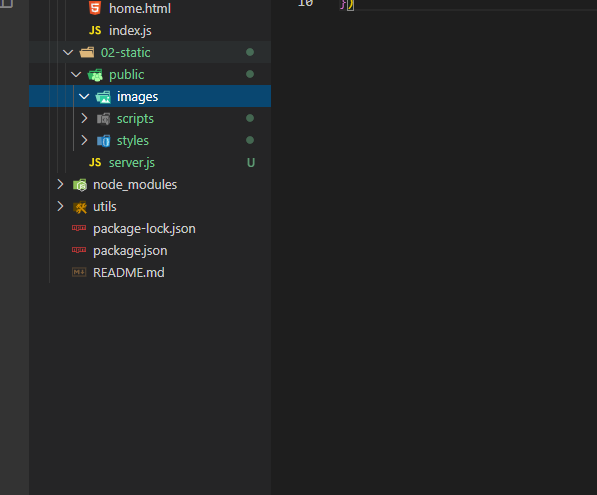 home.html
10 })
JS index.js
02-static
public
images
scripts
styles
JS server.js U
node_modules
utils
package-lock.json
package.json
README.md